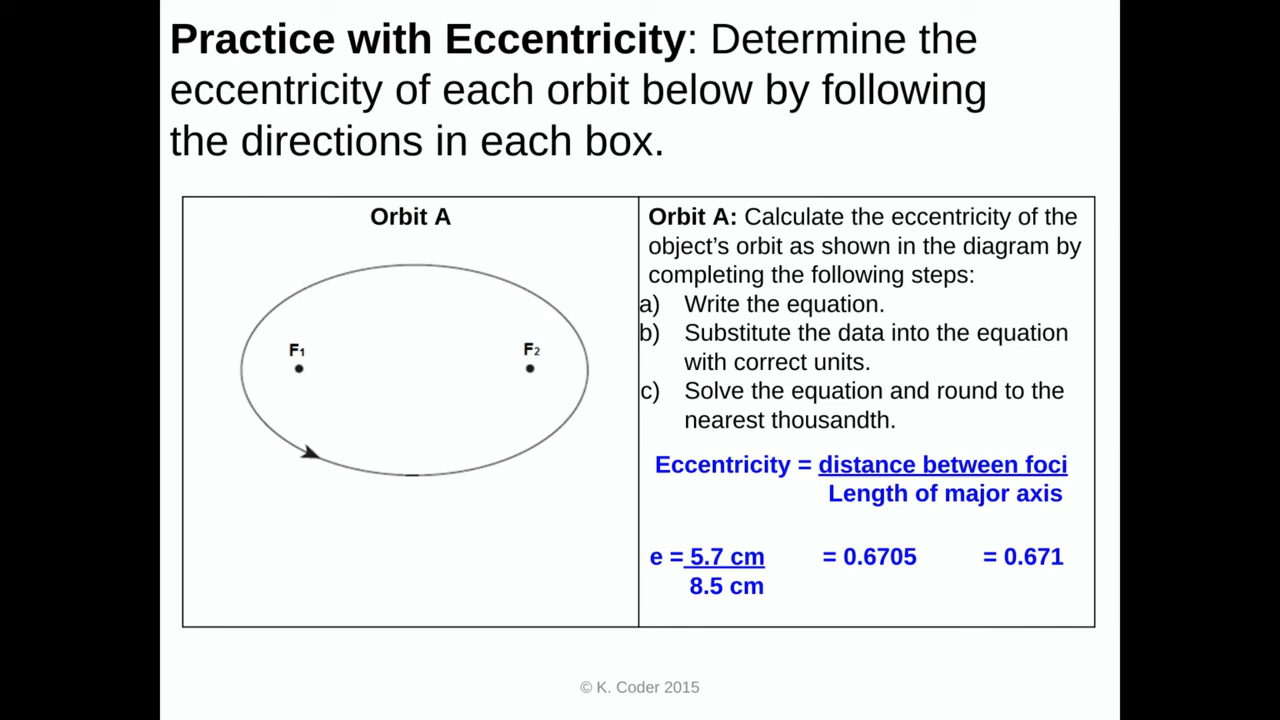 Practice with Eccentricity: Determine the
eccentricity of each orbit below by following
the directions in each box.
Orbit A
F1
F2
Orbit A: Calculate the eccentricity of the
object’s orbit as shown in the diagram by
completing the following steps:
a) Write the equation.
b) Substitute the data into the equation
with correct units.
c) Solve the equation and round to the
nearest thousandth.
Eccentricity = distance between foci
Length of major axis
e = 5.7 cm = 0.6705 = 0.671
8.5 cm
© K. Coder 2015